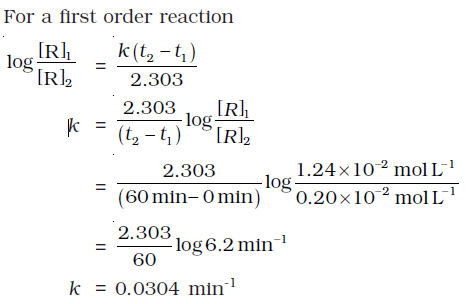 For a first order reaction
log [R]₁/[R]₂ = k(t₂ – t₁)/2.303
k = 2.303/(t₂ – t₁) log [R]₁/[R]₂
= 2.303/(60 min– 0 min) log 1.24×10⁻² mol L⁻¹/0.20×10⁻² mol L⁻¹
= 2.303/60 log 6.2 min⁻¹
k = 0.0304 min⁻¹